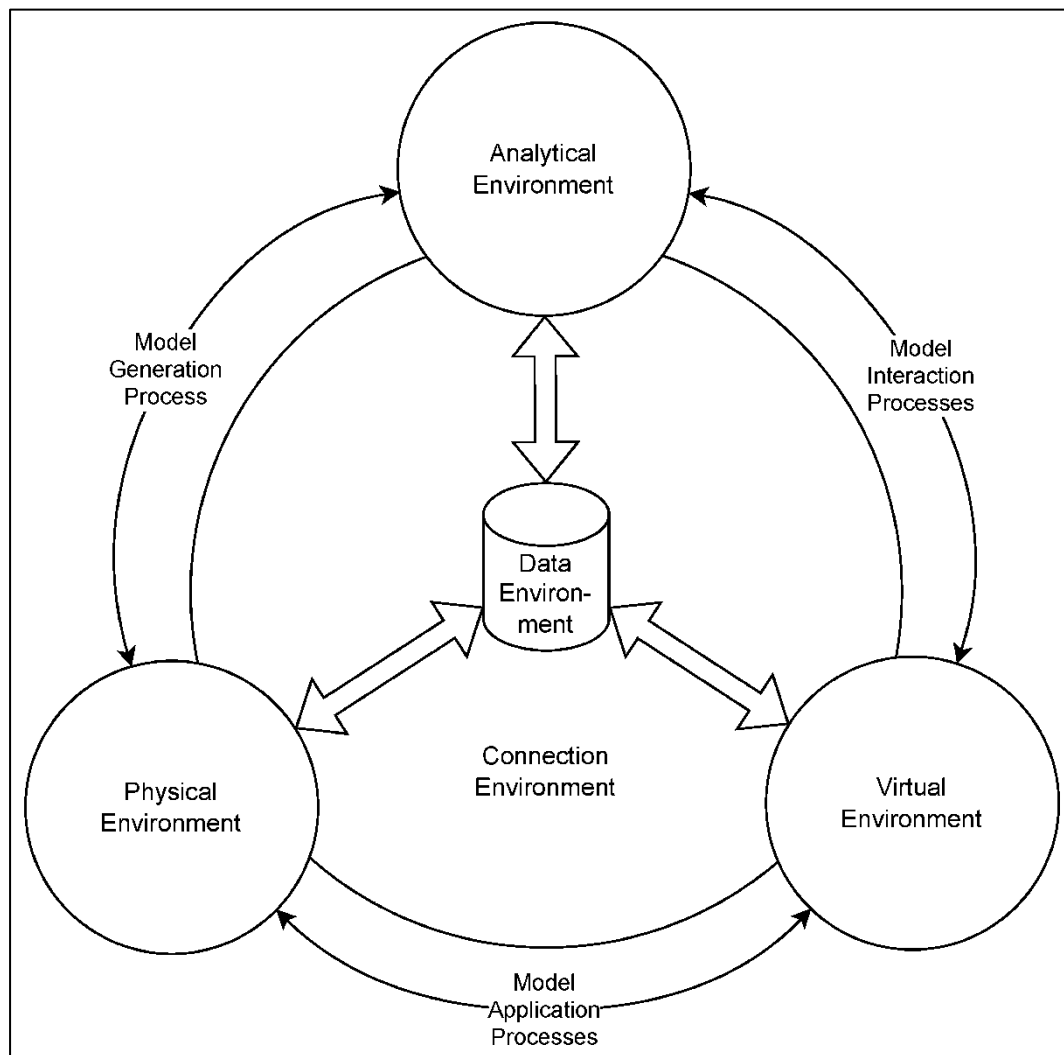 Analytical
Environment
Model
Generation
Process
Model
Interaction
Processes
Data
Environ-
ment
Connection
Environment
Physical
Environment
Virtual
Environment
Model
Application
Processes